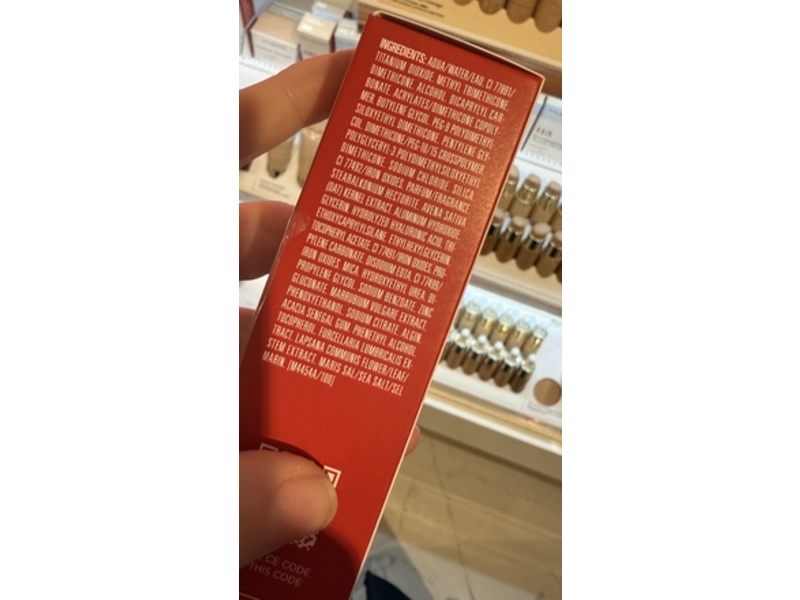 INGREDIENTS: AQUA/WATER/EAU, CI 77891/
TITANIUM DIOXIDE, METHYL TRIMETHICONE,
DIMETHICONE, ALCOHOL, DICAPRYLYL CAR-
BONATE, ACRYLATES/DIMETHICONE COPOLY-
MER, BUTYLENE GLYCOL, PEG-9 POLYDIMETHYL-
SILOXYETHYL DIMETHICONE, PENTYLENE GLY-
COL, DIMETHICONE/PEG-10/15 CROSSPOLYMER,
POLYGLYCERYL-3 POLYDIMETHYLSILOXYETHYL
DIMETHICONE, SODIUM CHLORIDE, SILICA,
CI 77492/IRON OXIDES, PARFUM/FRAGRANCE,
STEARALKONIUM HECTORITE, AVENA SATIVA
(OAT) KERNEL EXTRACT, ALUMINUM HYDROXIDE,
GLYCERIN, HYDROLYZED HYALURONIC ACID, TRI-
ETHOXYCAPRYLYLSILANE, ETHYLHEXYLGLYCERIN,
TOCOPHERYL ACETATE, CI 77491/IRON OXIDES, PRO-
PYLENE CARBONATE, DISODIUM EDTA, CI 77499/
IRON OXIDES, MICA, HYDROXYETHYL UREA, DI-
PROPYLENE GLYCOL, SODIUM BENZOATE, ZINC
GLUCONATE, MARRUBIUM VULGARE EXTRACT,
PHENOXYETHANOL, SODIUM CITRATE, ALGIN,
ACACIA SENEGAL GUM, PHENETHYL ALCOHOL,
TOCOPHEROL, FURCELLARIA LUMBRICALIS EX-
TRACT, LAPSANA COMMUNIS FLOWER/LEAF/
STEM EXTRACT, MARIS SAL/SEA SALT/SEL
MARIN. [M4454A/100]
CE CODE
THIS CODE